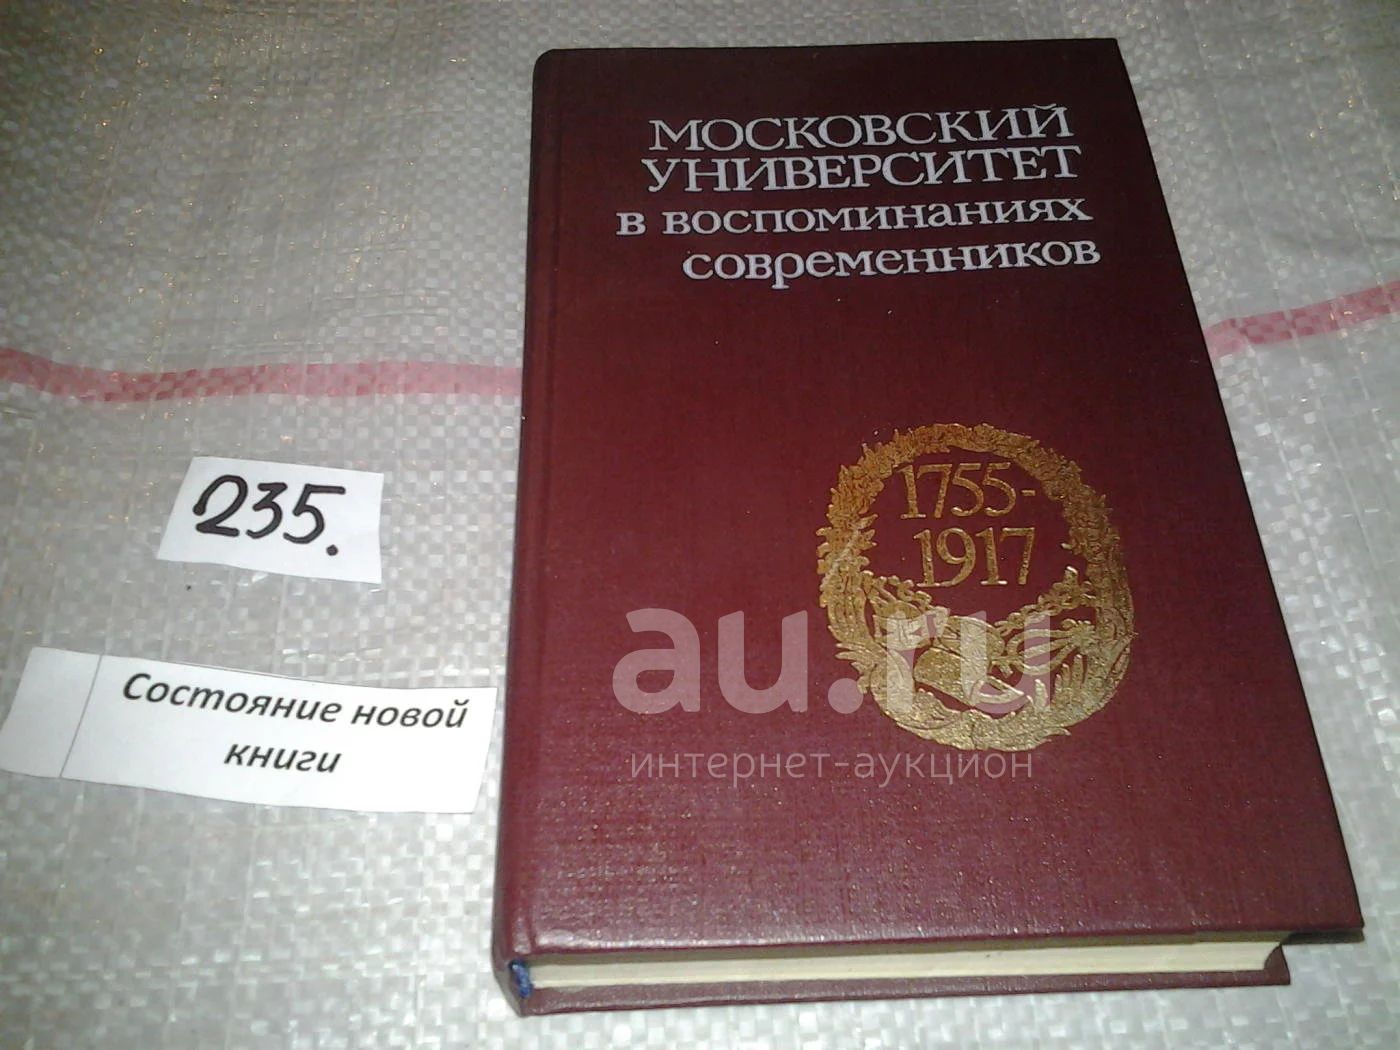 МОСКОВСКИЙ
УНИВЕРСИТЕТ
в воспоминаниях
современников
1755-
1917
235.
Состояние новой
книги
au.ru
интернет-аукцион